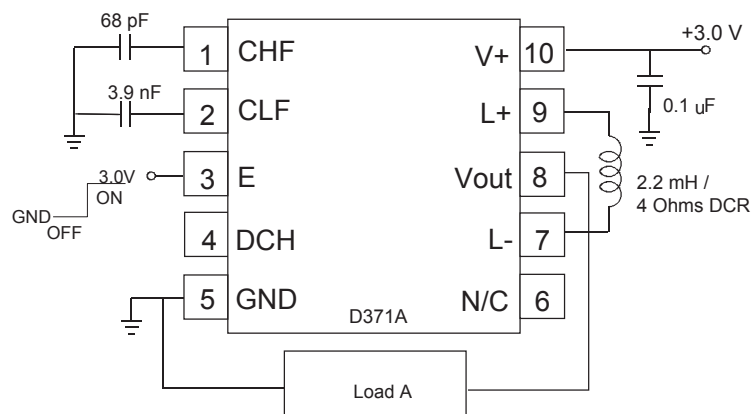 68 pF
1 CHF
3.9 nF
2 CLF
3.0V
ON
GND
OFF
3 E
4 DCH
5 GND
V+ 10
+3.0 V
0.1 uF
L+ 9
Vout 8
2.2 mH /
4 Ohms DCR
L- 7
N/C 6
D371A
Load A